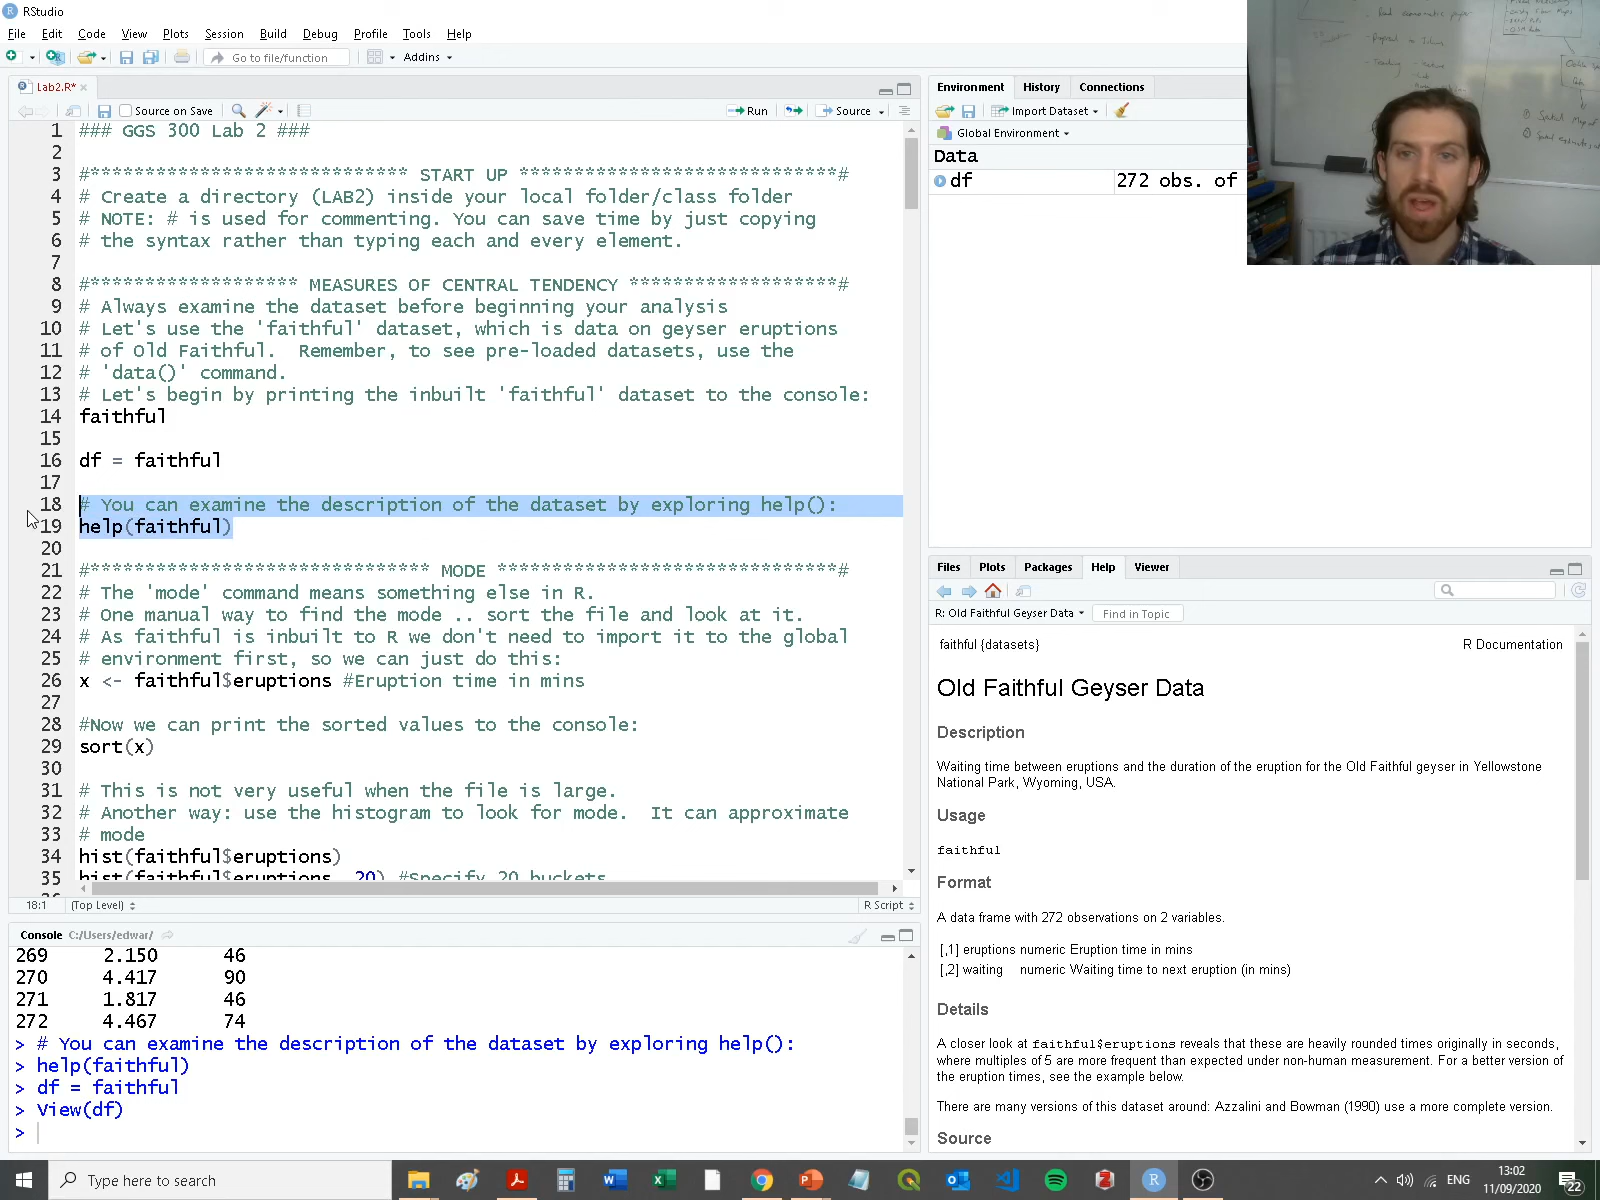 RStudio
File Edit Code View Plots Session Build Debug Profile Tools Help
Go to file/function Addins
Lab2.R*
Source on Save Run Source
1 ### GGS 300 Lab 2 ###
2
3 #***************************** START UP *****************************#
4 # Create a directory (LAB2) inside your local folder/class folder
5 # NOTE: # is used for commenting. You can save time by just copying
6 # the syntax rather than typing each and every element.
7
8 #******************* MEASURES OF CENTRAL TENDENCY *******************#
9 # Always examine the dataset before beginning your analysis
10 # Let's use the 'faithful' dataset, which is data on geyser eruptions
11 # of Old Faithful.  Remember, to see pre-loaded datasets, use the
12 # 'data()' command.
13 # Let's begin by printing the inbuilt 'faithful' dataset to the console:
14 faithful
15
16 df = faithful
17
18 # You can examine the description of the dataset by exploring help():
19 help(faithful)
20
21 #******************************* MODE *******************************#
22 # The 'mode' command means something else in R.
23 # One manual way to find the mode .. sort the file and look at it.
24 # As faithful is inbuilt to R we don't need to import it to the global
25 # environment first, so we can just do this:
26 x <- faithful$eruptions #Eruption time in mins
27
28 #Now we can print the sorted values to the console:
29 sort(x)
30
31 # This is not very useful when the file is large.
32 # Another way: use the histogram to look for mode.  It can approximate
33 # mode
34 hist(faithful$eruptions)
35 hist(faithful$eruptions, 20) #Specify 20 buckets
18:1 (Top Level) R Script
Console C:/Users/edwar/
269 2.150 46
270 4.417 90
271 1.817 46
272 4.467 74
> # You can examine the description of the dataset by exploring help():
> help(faithful)
> df = faithful
> View(df)
>
Environment History Connections
Import Dataset
Global Environment
Data
df 272 obs. of
Files Plots Packages Help Viewer
R: Old Faithful Geyser Data Find in Topic
faithful {datasets} R Documentation
Old Faithful Geyser Data
Description
Waiting time between eruptions and the duration of the eruption for the Old Faithful geyser in Yellowstone
National Park, Wyoming, USA.
Usage
faithful
Format
A data frame with 272 observations on 2 variables.
[,1] eruptions numeric Eruption time in mins
[,2] waiting numeric Waiting time to next eruption (in mins)
Details
A closer look at faithful$eruptions reveals that these are heavily rounded times originally in seconds,
where multiples of 5 are more frequent than expected under non-human measurement. For a better version of
the eruption times, see the example below.
There are many versions of this dataset around: Azzalini and Bowman (1990) use a more complete version.
Source
Type here to search
ENG
13:02
11/09/2020
22